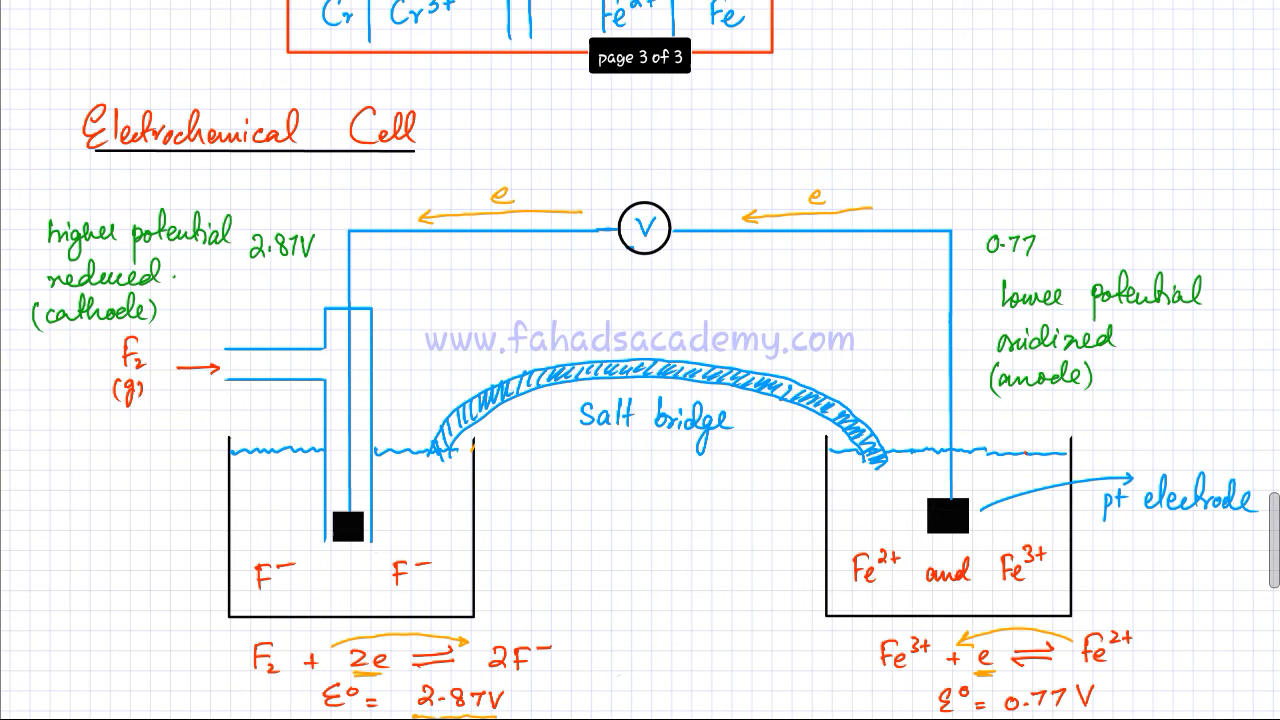 Cr | Cr³⁺ || Fe²⁺ | Fe
page 3 of 3
Electrochemical Cell
e
e
V
higher potential
reduced.
(cathode)
2.87V
0.77
lower potential
oxidized
(anode)
F₂
(g)
www.fahadsacademy.com
Salt bridge
pt electrode
F⁻ F⁻
Fe²⁺ and Fe³⁺
F₂ + 2e ⇌ 2F⁻
Ɛ° = 2.87V
Fe³⁺ + e ⇌ Fe²⁺
Ɛ° = 0.77 V